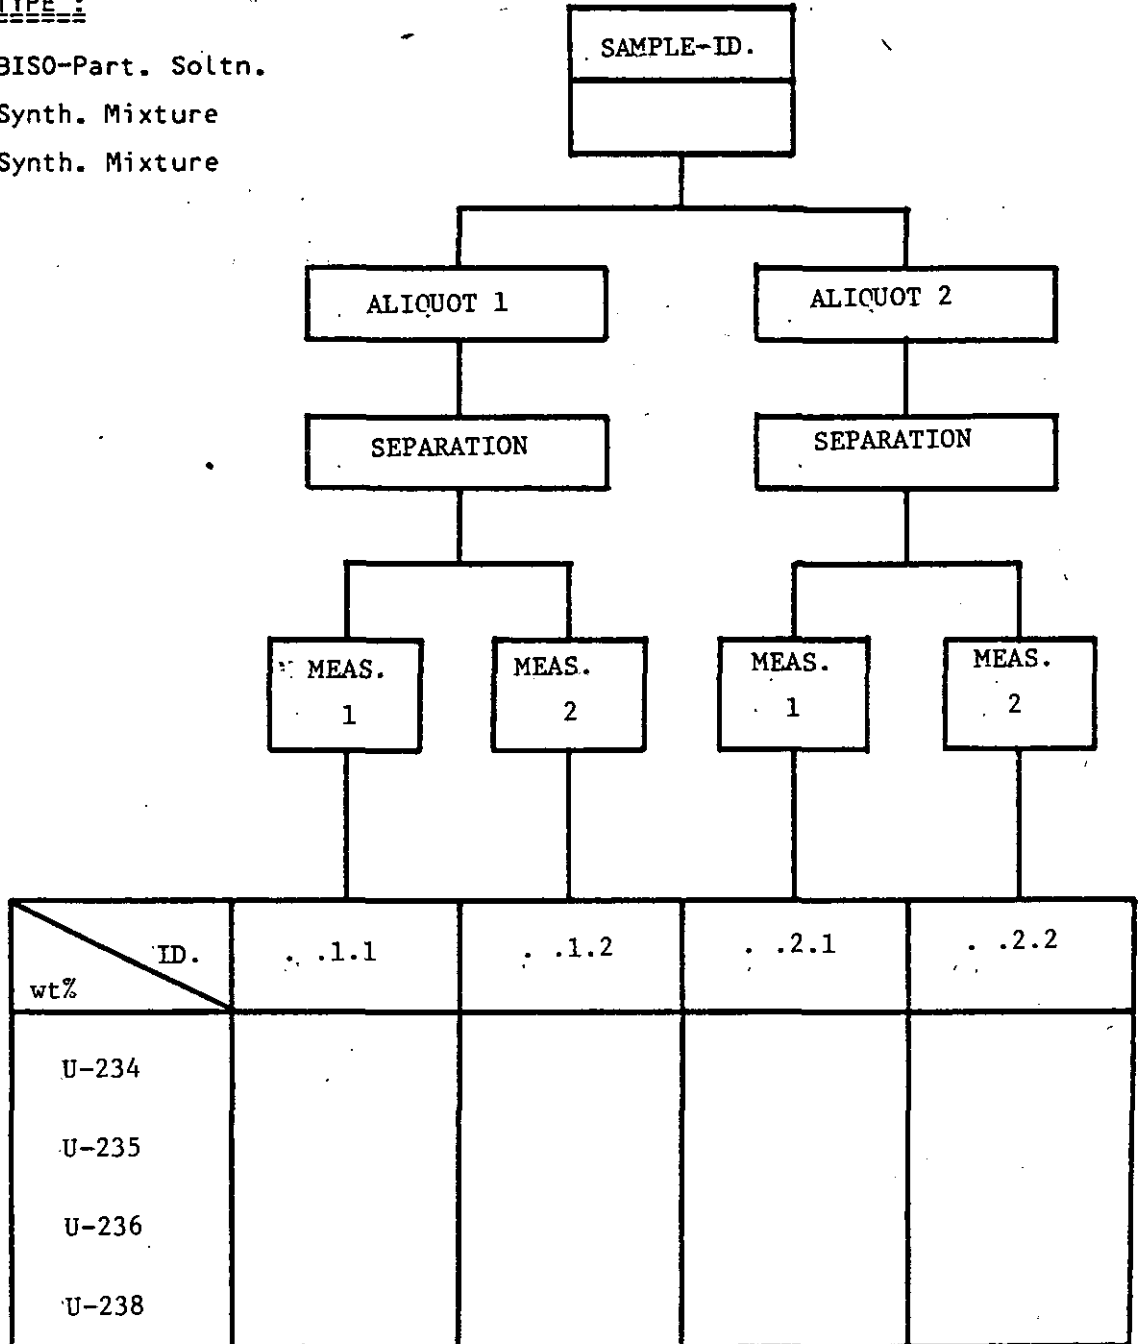 TYPE :
BISO-Part. Soltn.
Synth. Mixture
Synth. Mixture
SAMPLE-ID.
ALIQUOT 1
ALIQUOT 2
SEPARATION
SEPARATION
MEAS.
1
MEAS.
2
MEAS.
1
MEAS.
2
ID.
wt%
. .1.1
. .1.2
. .2.1
. .2.2
U-234
U-235
U-236
U-238